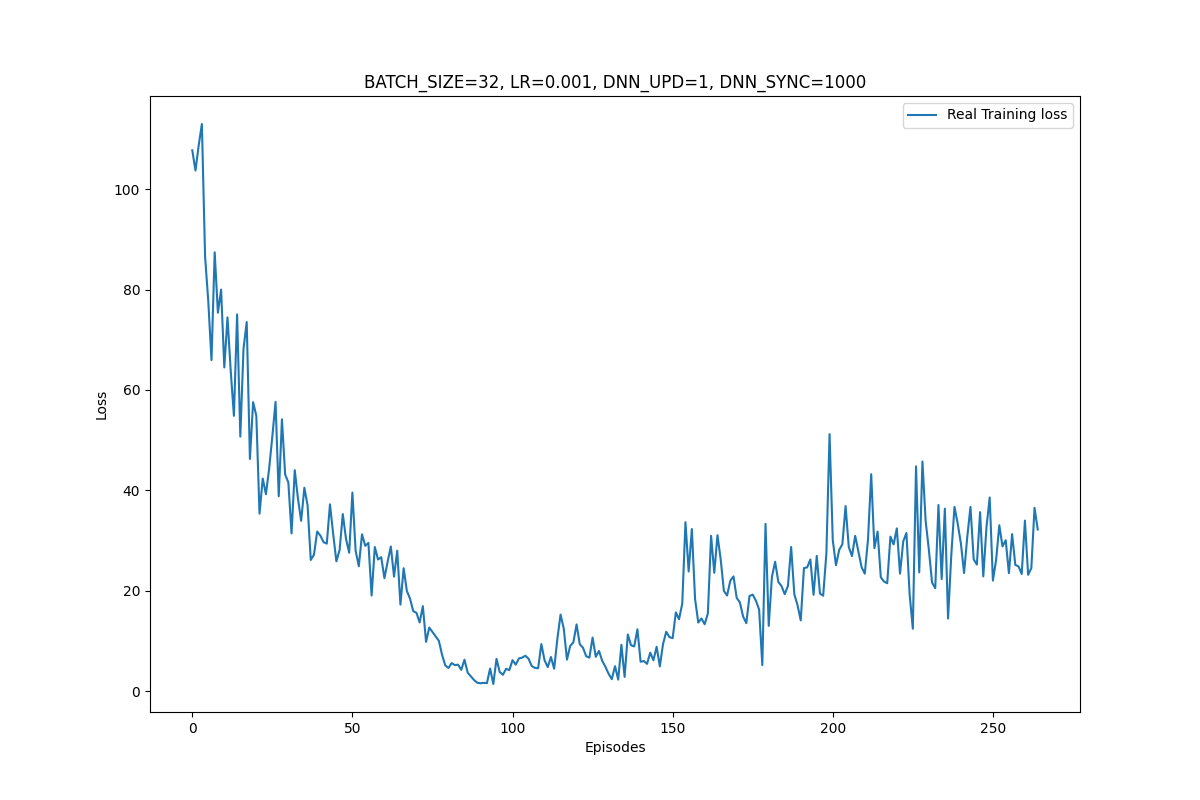 BATCH_SIZE=32, LR=0.001, DNN_UPD=1, DNN_SYNC=1000
Real Training loss
100
80
60
40
20
0
Loss
0 50 100 150 200 250
Episodes